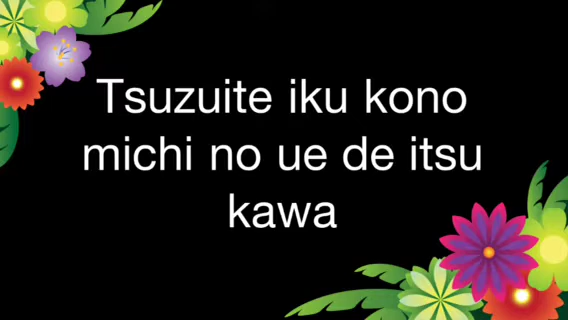 Tsuzuite iku kono
michi no ue de itsu
kawa